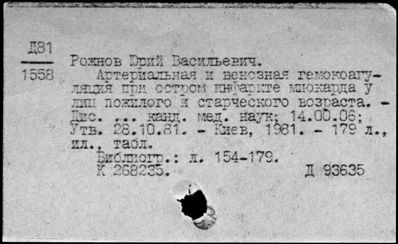 Д81
1558
Рожнов Юрий Васильевич.
Артериальная и венозная гемокоагу-
ляция при остром инфаркте миокарда у
лиц пожилого и старческого возраста. -
Дис. ... канд. мед. наук: 14.00.06;
Утв. 28.10.81. - Киев, 1981. - 179 л.,
ил., табл.
Библиогр.: л. 154-179.
К 268235. Д 93635